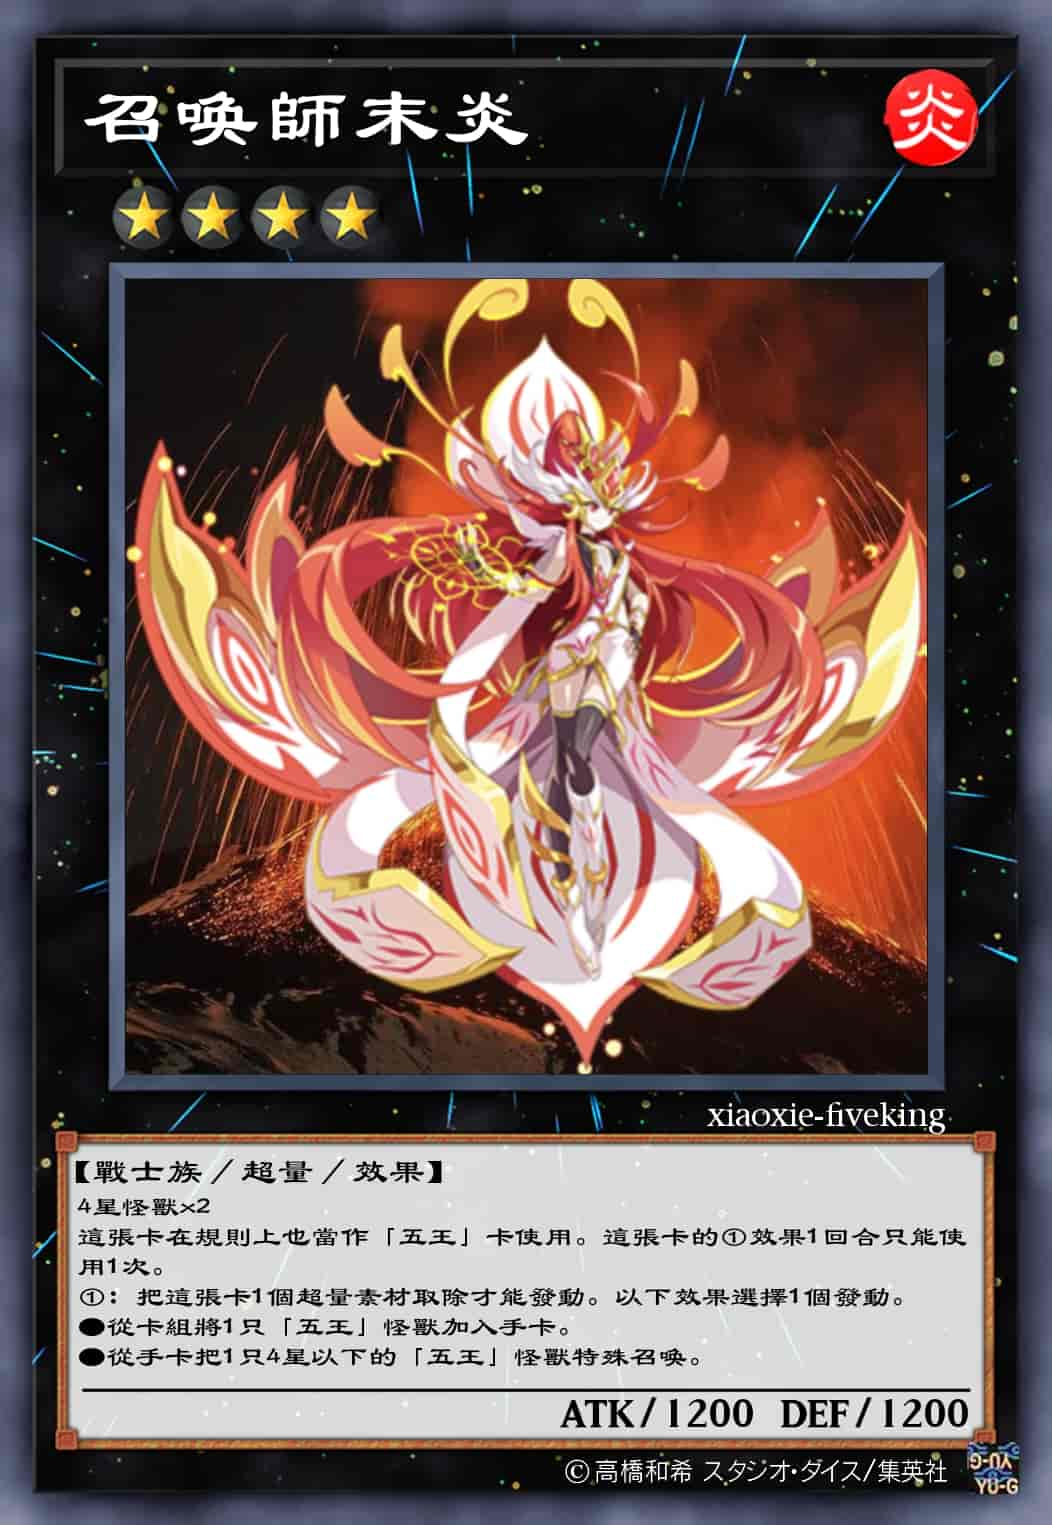 召喚師末炎
炎
xiaoxie-fiveking
【戰士族／超量／效果】
4星怪獸×2
這張卡在規則上也當作「五王」卡使用。這張卡的①效果1回合只能使
用1次。
①：把這張卡1個超量素材取除才能發動。以下效果選擇1個發動。
●從卡組將1只「五王」怪獸加入手卡。
●從手卡把1只4星以下的「五王」怪獸特殊召喚。
ATK/1200 DEF/1200
©高橋和希 スタジオ・ダイス/集英社
YU-G
YU-G